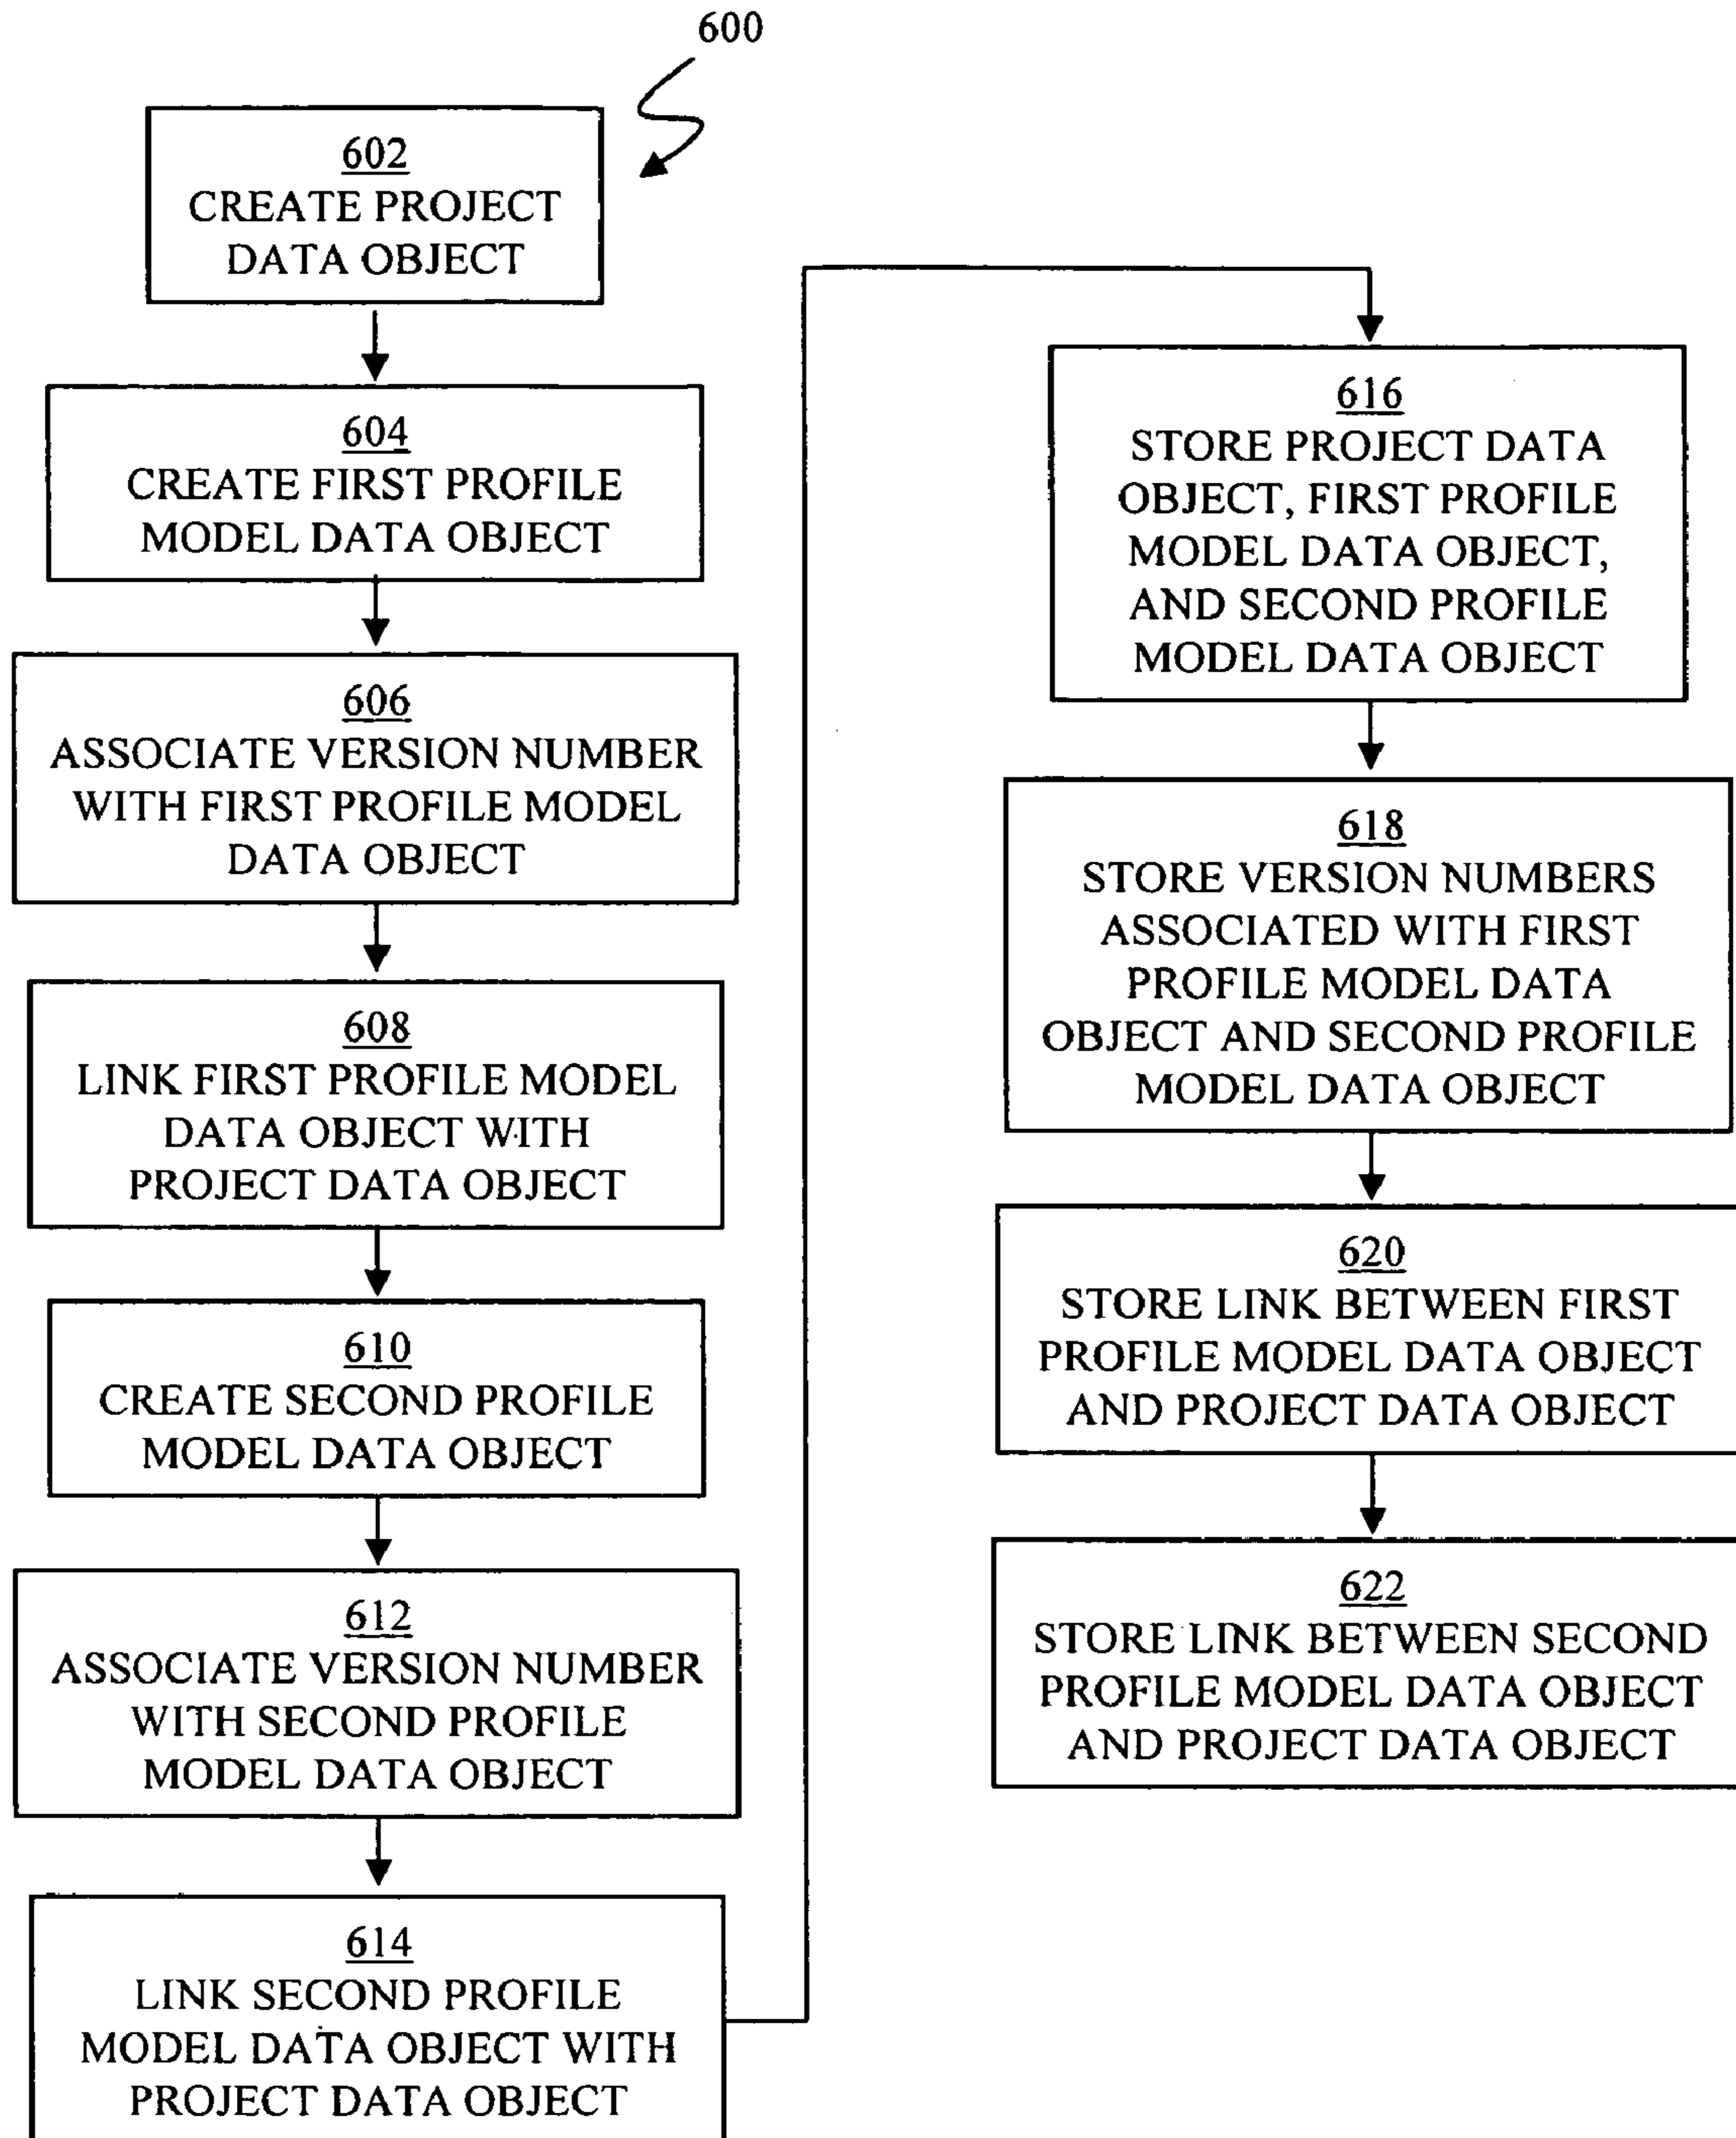 600
602
CREATE PROJECT
DATA OBJECT
604
CREATE FIRST PROFILE
MODEL DATA OBJECT
606
ASSOCIATE VERSION NUMBER
WITH FIRST PROFILE MODEL
DATA OBJECT
608
LINK FIRST PROFILE MODEL
DATA OBJECT WITH
PROJECT DATA OBJECT
610
CREATE SECOND PROFILE
MODEL DATA OBJECT
612
ASSOCIATE VERSION NUMBER
WITH SECOND PROFILE
MODEL DATA OBJECT
614
LINK SECOND PROFILE
MODEL DATA OBJECT WITH
PROJECT DATA OBJECT
616
STORE PROJECT DATA
OBJECT, FIRST PROFILE
MODEL DATA OBJECT,
AND SECOND PROFILE
MODEL DATA OBJECT
618
STORE VERSION NUMBERS
ASSOCIATED WITH FIRST
PROFILE MODEL DATA
OBJECT AND SECOND PROFILE
MODEL DATA OBJECT
620
STORE LINK BETWEEN FIRST
PROFILE MODEL DATA OBJECT
AND PROJECT DATA OBJECT
622
STORE LINK BETWEEN SECOND
PROFILE MODEL DATA OBJECT
AND PROJECT DATA OBJECT